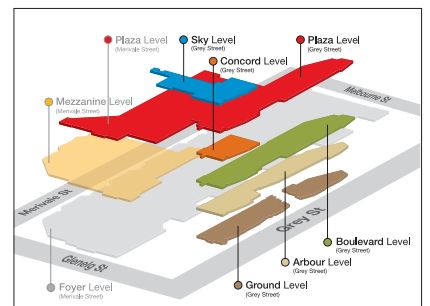 Plaza Level
(Merivale Street)
Sky Level
(Grey Street)
Plaza Level
(Grey Street)
Concord Level
(Grey Street)
Mezzanine Level
(Merivale Street)
Melbourne St
Merivale St
Grey St
Glenelg St
Boulevard Level
(Grey Street)
Arbour Level
(Grey Street)
Foyer Level
(Merivale Street)
Ground Level
(Grey Street)